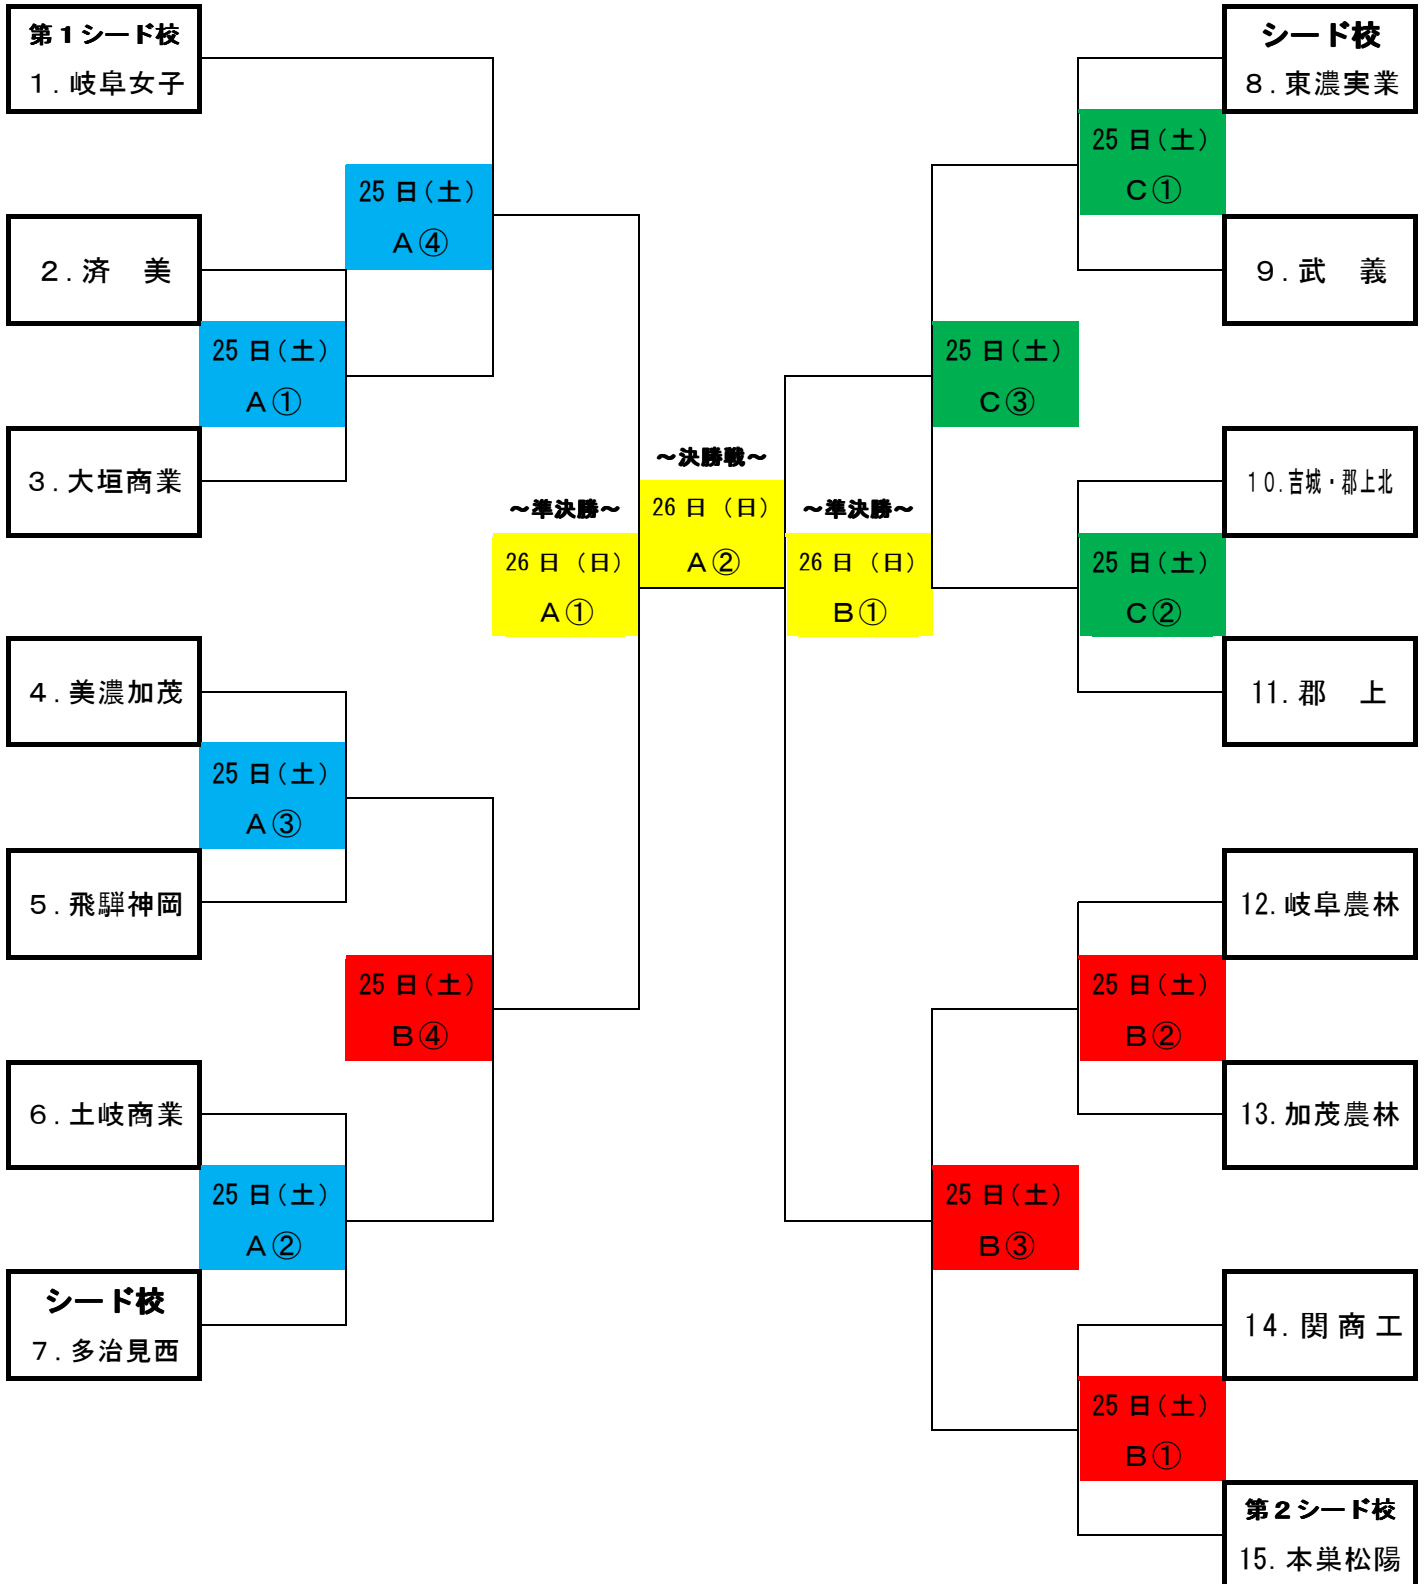 第１シード校
１．岐阜女子
25 日（土）
Ａ④
２．済　美
25 日（土）
Ａ①
３．大垣商業
４．美濃加茂
25 日（土）
Ａ③
５．飛騨神岡
25 日（土）
Ｂ④
６．土岐商業
25 日（土）
Ａ②
シード校
７．多治見西
～準決勝～
26 日（日）
Ａ①
～決勝戦～
26 日（日）
Ａ②
～準決勝～
26 日（日）
Ｂ①
シード校
８．東濃実業
25 日（土）
Ｃ①
９．武　義
25 日（土）
Ｃ③
１０．吉城・郡上北
25 日（土）
Ｃ②
11．郡　上
12．岐阜農林
25 日（土）
Ｂ②
13．加茂農林
25 日（土）
Ｂ③
14．関商工
25 日（土）
Ｂ①
第２シード校
15．本巣松陽